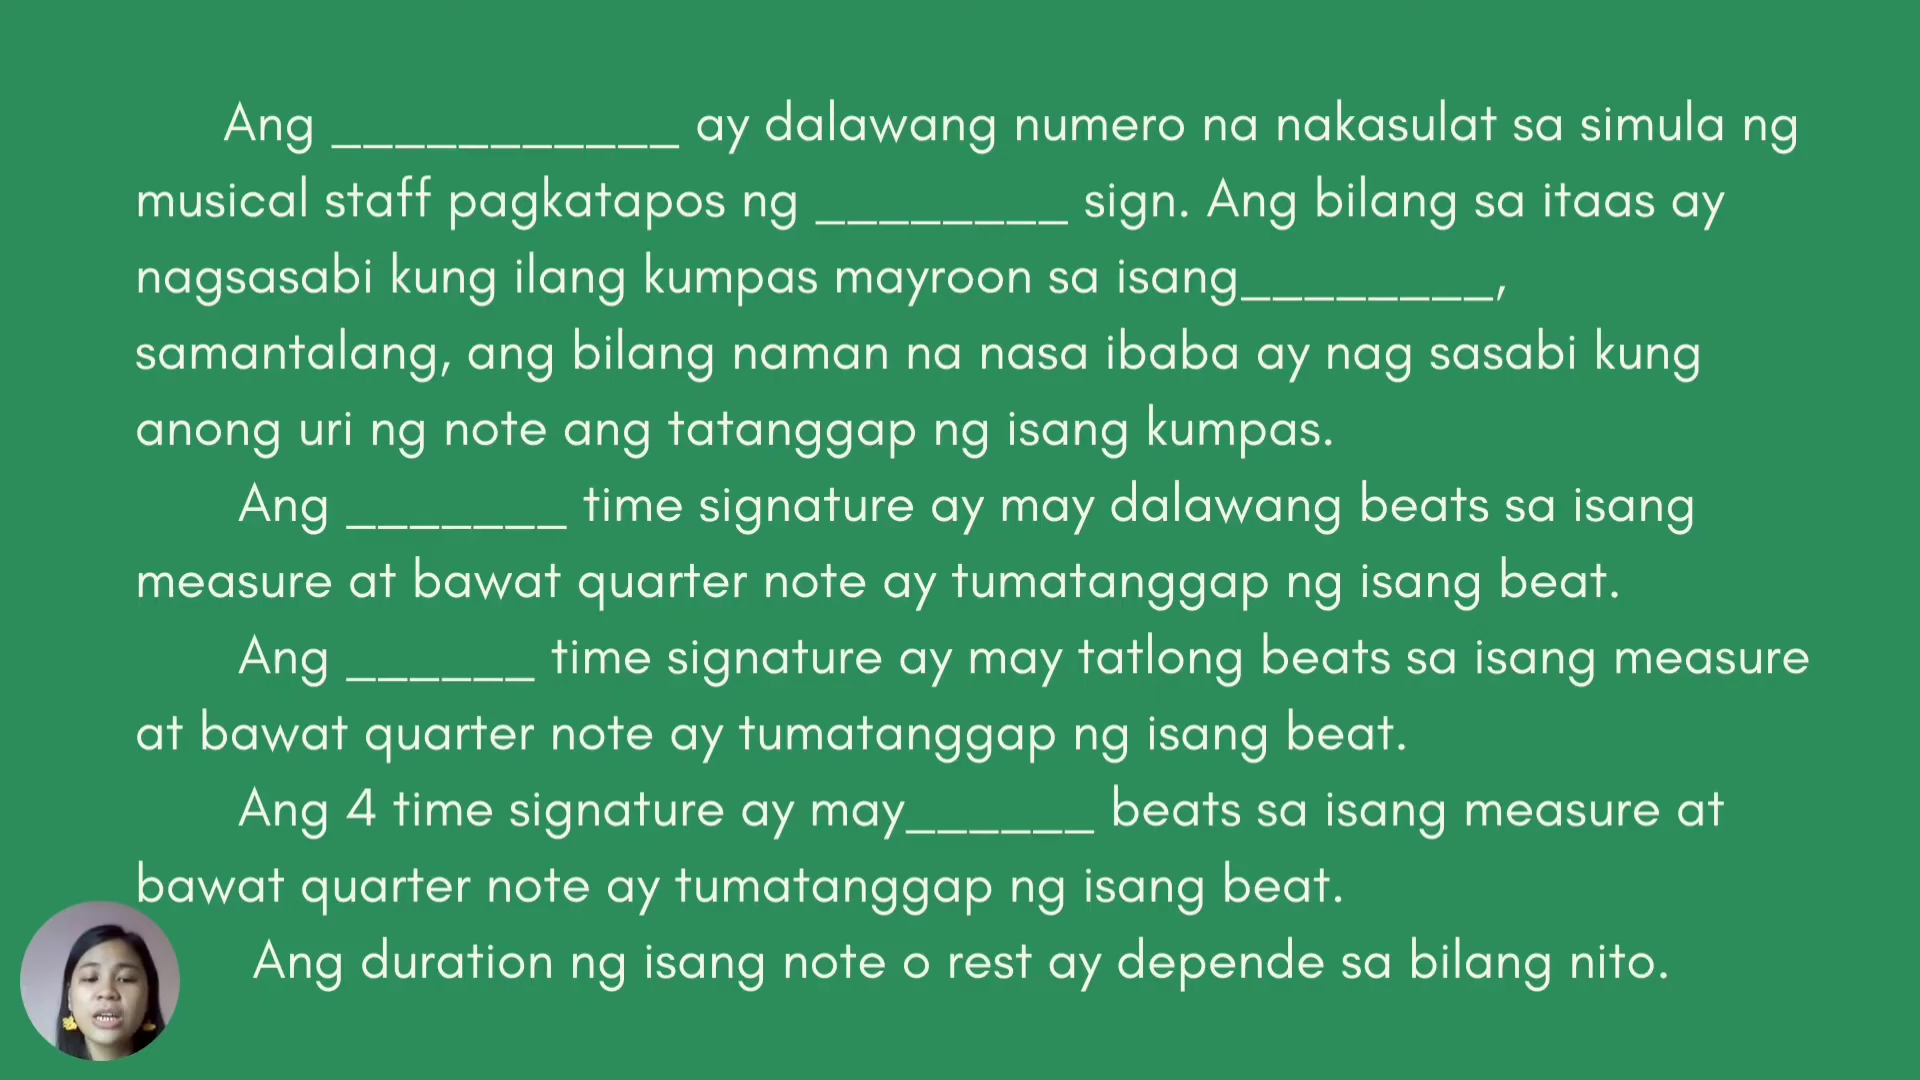 Ang ___________ ay dalawang numero na nakasulat sa simula ng
musical staff pagkatapos ng ________ sign. Ang bilang sa itaas ay
nagsasabi kung ilang kumpas mayroon sa isang________,
samantalang, ang bilang naman na nasa ibaba ay nag sasabi kung
anong uri ng note ang tatanggap ng isang kumpas.
Ang _______ time signature ay may dalawang beats sa isang
measure at bawat quarter note ay tumatanggap ng isang beat.
Ang ______ time signature ay may tatlong beats sa isang measure
at bawat quarter note ay tumatanggap ng isang beat.
Ang 4 time signature ay may______ beats sa isang measure at
bawat quarter note ay tumatanggap ng isang beat.
Ang duration ng isang note o rest ay depende sa bilang nito.